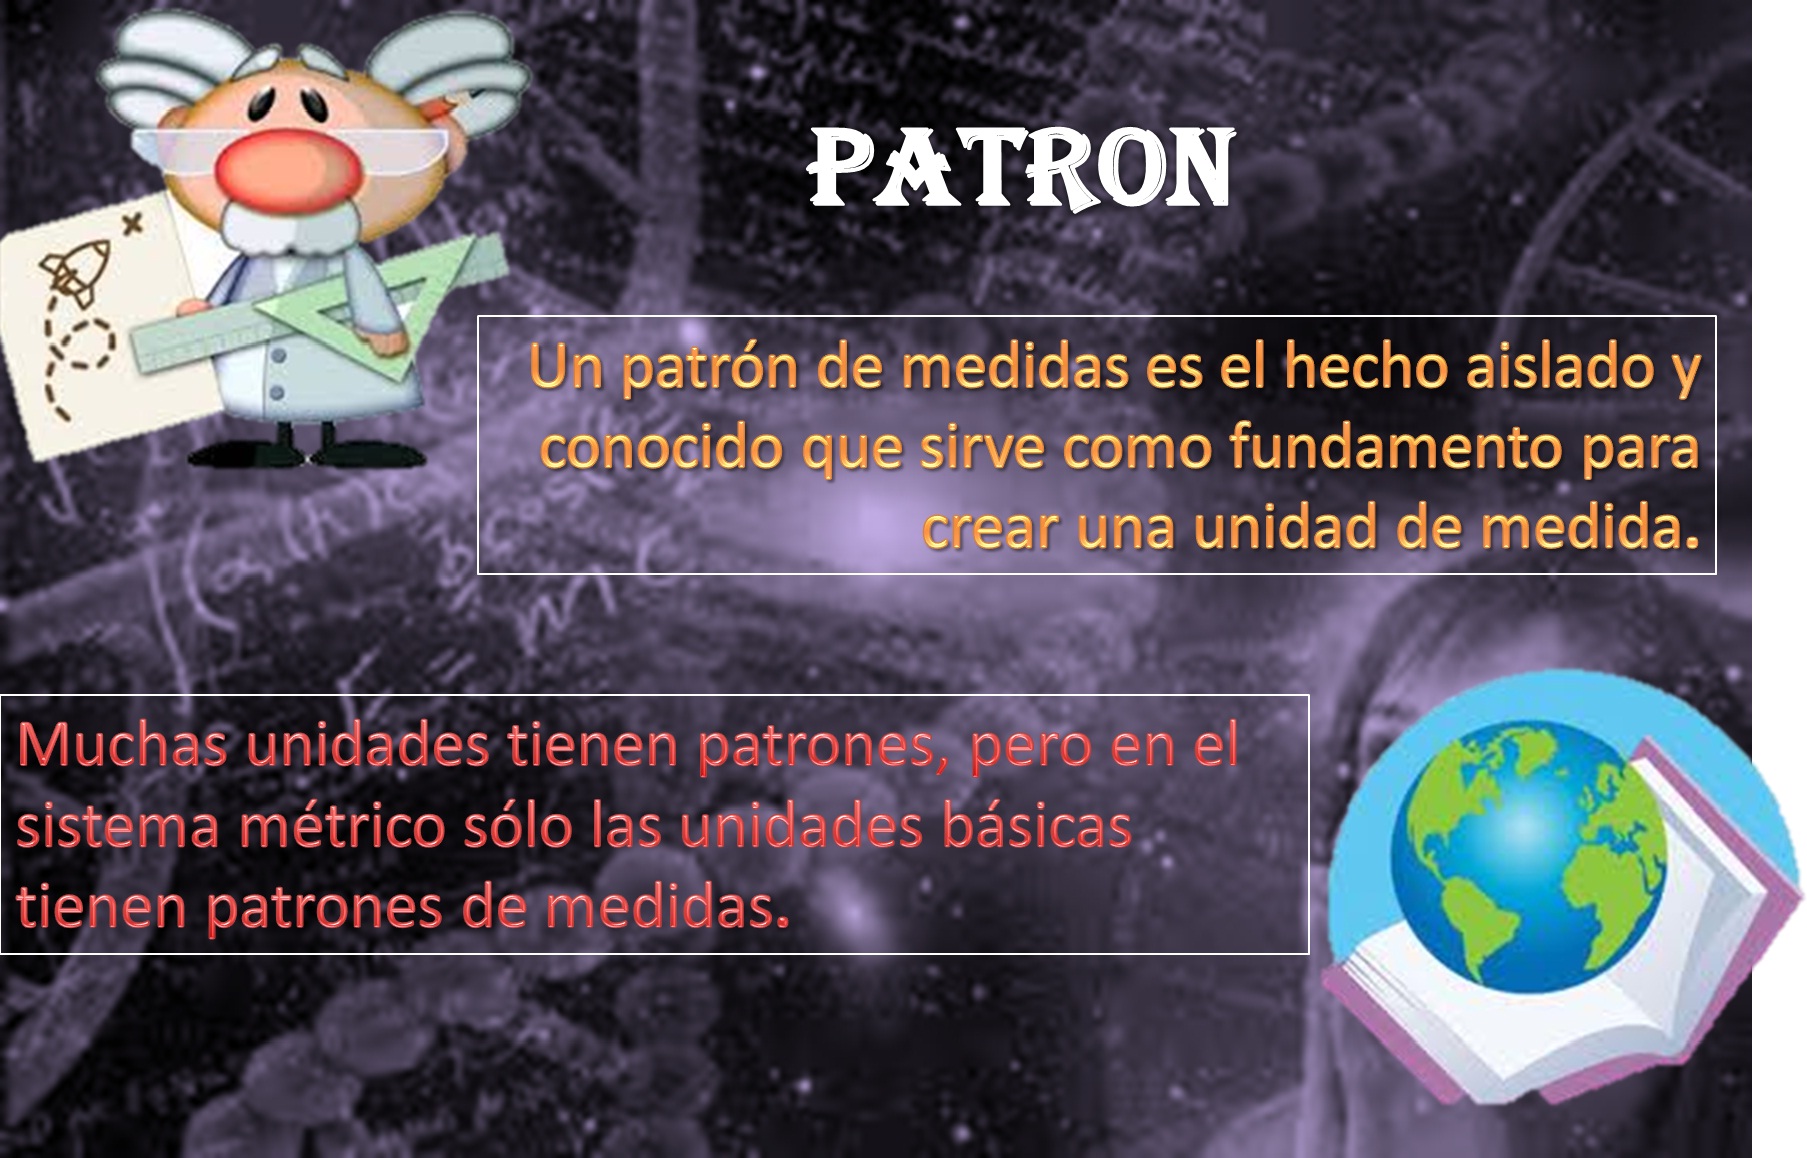 PATRON
Un patrón de medidas es el hecho aislado y
conocido que sirve como fundamento para
crear una unidad de medida.
Muchas unidades tienen patrones, pero en el
sistema métrico sólo las unidades básicas
tienen patrones de medidas.